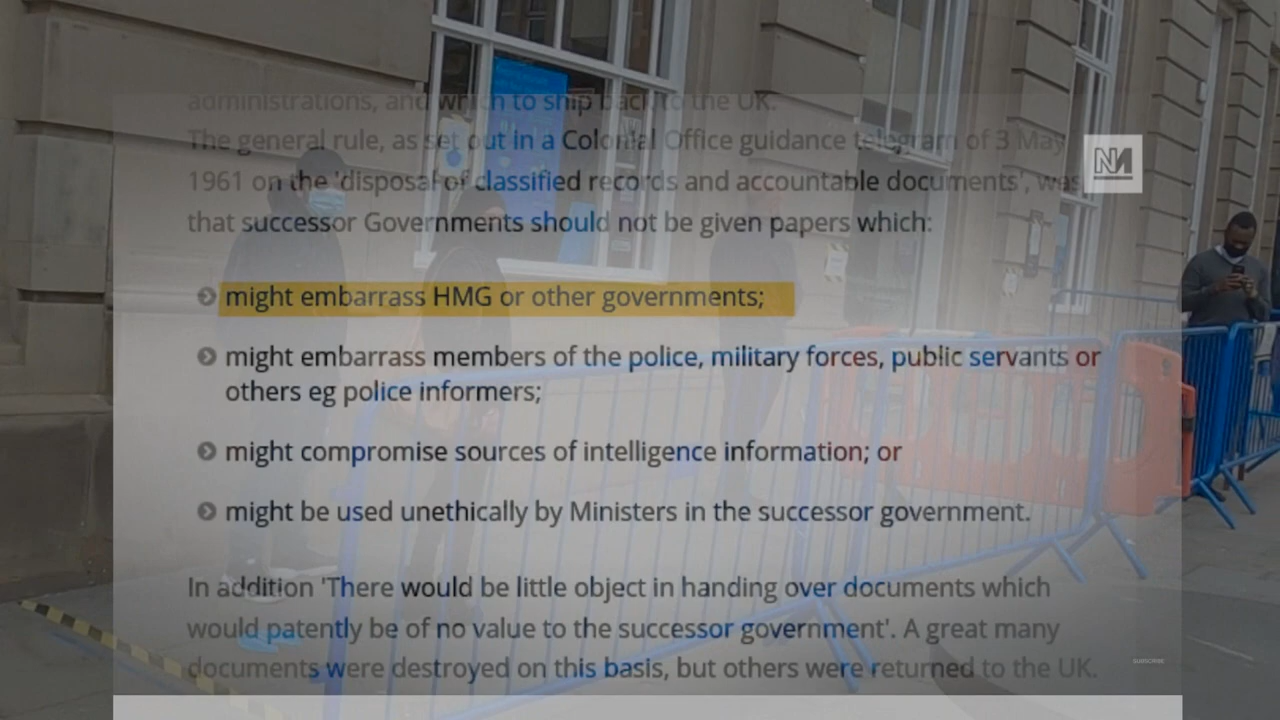 administrations, and which to ship back to the UK.
The general rule, as set out in a Colonial Office guidance telegram of 3 May
1961 on the 'disposal of classified records and accountable documents', was
that successor Governments should not be given papers which:
might embarrass HMG or other governments;
might embarrass members of the police, military forces, public servants or
others eg police informers;
might compromise sources of intelligence information; or
might be used unethically by Ministers in the successor government.
In addition 'There would be little object in handing over documents which
would patently be of no value to the successor government'. A great many
documents were destroyed on this basis, but others were returned to the UK.
NM
SUBSCRIBE